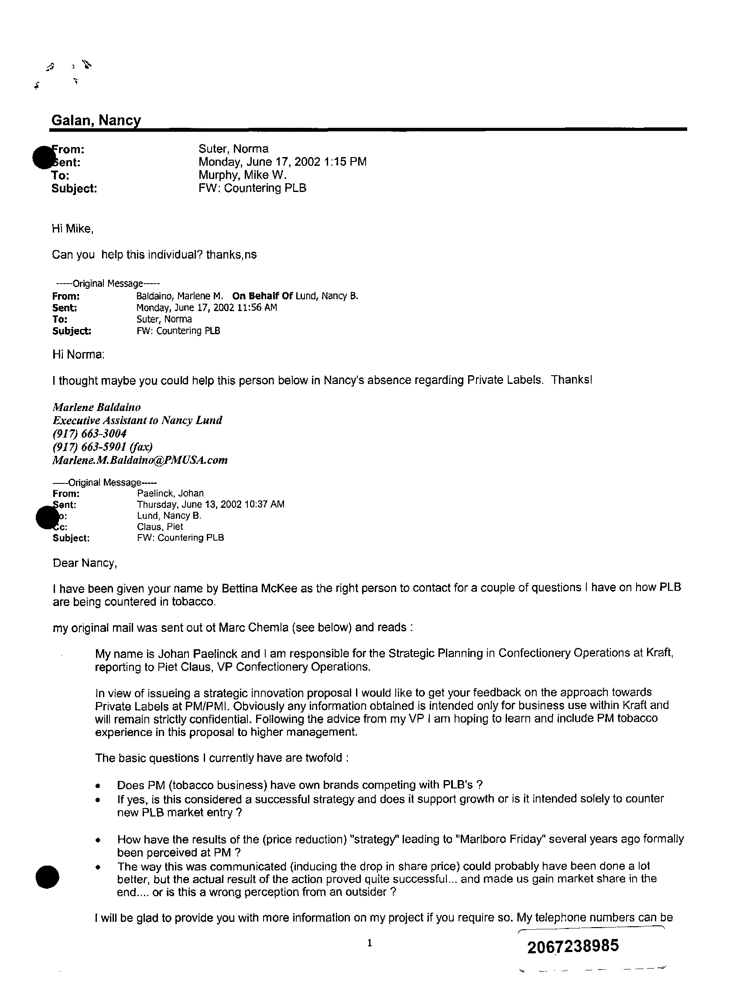 Galan, Nancy
From: Suter, Norma
Sent: Monday, June 17, 2002 1:15 PM
To: Murphy, Mike W.
Subject: FW: Countering PLB
Hi Mike,
Can you help this individual? thanks,ns
-----Original Message-----
From: Baldaino, Marlene M. On Behalf Of Lund, Nancy B.
Sent: Monday, June 17, 2002 11:56 AM
To: Suter, Norma
Subject: FW: Countering PLB
Hi Norma:
I thought maybe you could help this person below in Nancy's absence regarding Private Labels. Thanks!
Marlene Baldaino
Executive Assistant to Nancy Lund
(917) 663-3004
(917) 663-5901 (fax)
Marlene.M.Baldaino@PMUSA.com
-----Original Message-----
From: Paelinck, Johan
Sent: Thursday, June 13, 2002 10:37 AM
To: Lund, Nancy B.
Cc: Claus, Piet
Subject: FW: Countering PLB
Dear Nancy,
I have been given your name by Bettina McKee as the right person to contact for a couple of questions I have on how PLB
are being countered in tobacco.
my original mail was sent out ot Marc Chemla (see below) and reads :
My name is Johan Paelinck and I am responsible for the Strategic Planning in Confectionery Operations at Kraft,
reporting to Piet Claus, VP Confectionery Operations.
In view of issueing a strategic innovation proposal I would like to get your feedback on the approach towards
Private Labels at PM/PMI. Obviously any information obtained is intended only for business use within Kraft and
will remain strictly confidential. Following the advice from my VP I am hoping to learn and include PM tobacco
experience in this proposal to higher management.
The basic questions I currently have are twofold :
• Does PM (tobacco business) have own brands competing with PLB's ?
• If yes, is this considered a successful strategy and does it support growth or is it intended solely to counter
new PLB market entry ?
• How have the results of the (price reduction) "strategy" leading to "Marlboro Friday" several years ago formally
been perceived at PM ?
• The way this was communicated (inducing the drop in share price) could probably have been done a lot
better, but the actual result of the action proved quite successful... and made us gain market share in the
end.... or is this a wrong perception from an outsider ?
I will be glad to provide you with more information on my project if you require so. My telephone numbers can be
1
2067238985